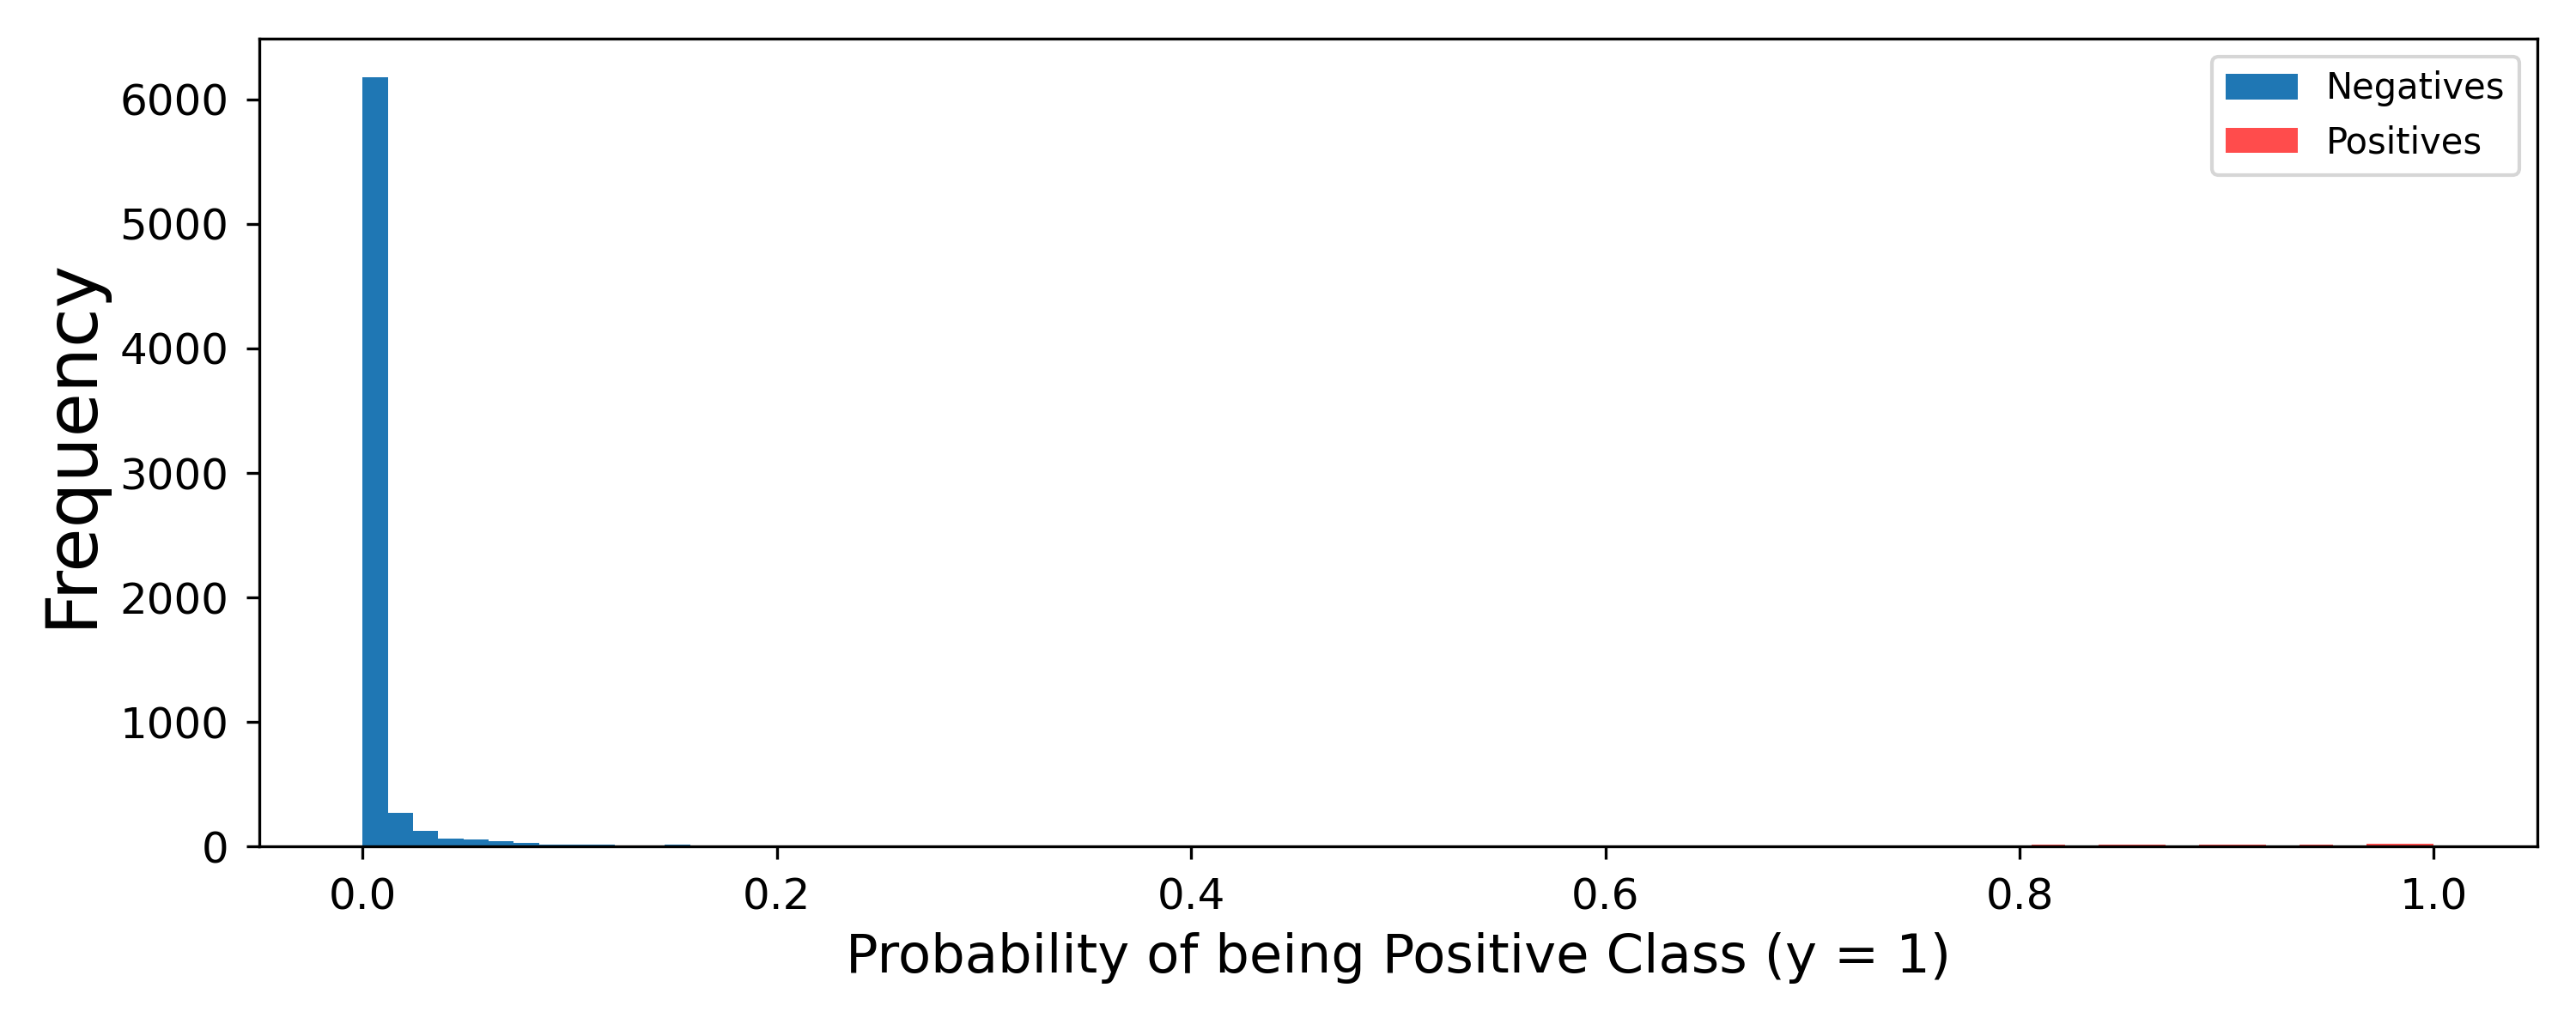 Negatives
Positives
Frequency
6000
5000
4000
3000
2000
1000
0
0.0 0.2 0.4 0.6 0.8 1.0
Probability of being Positive Class (y = 1)